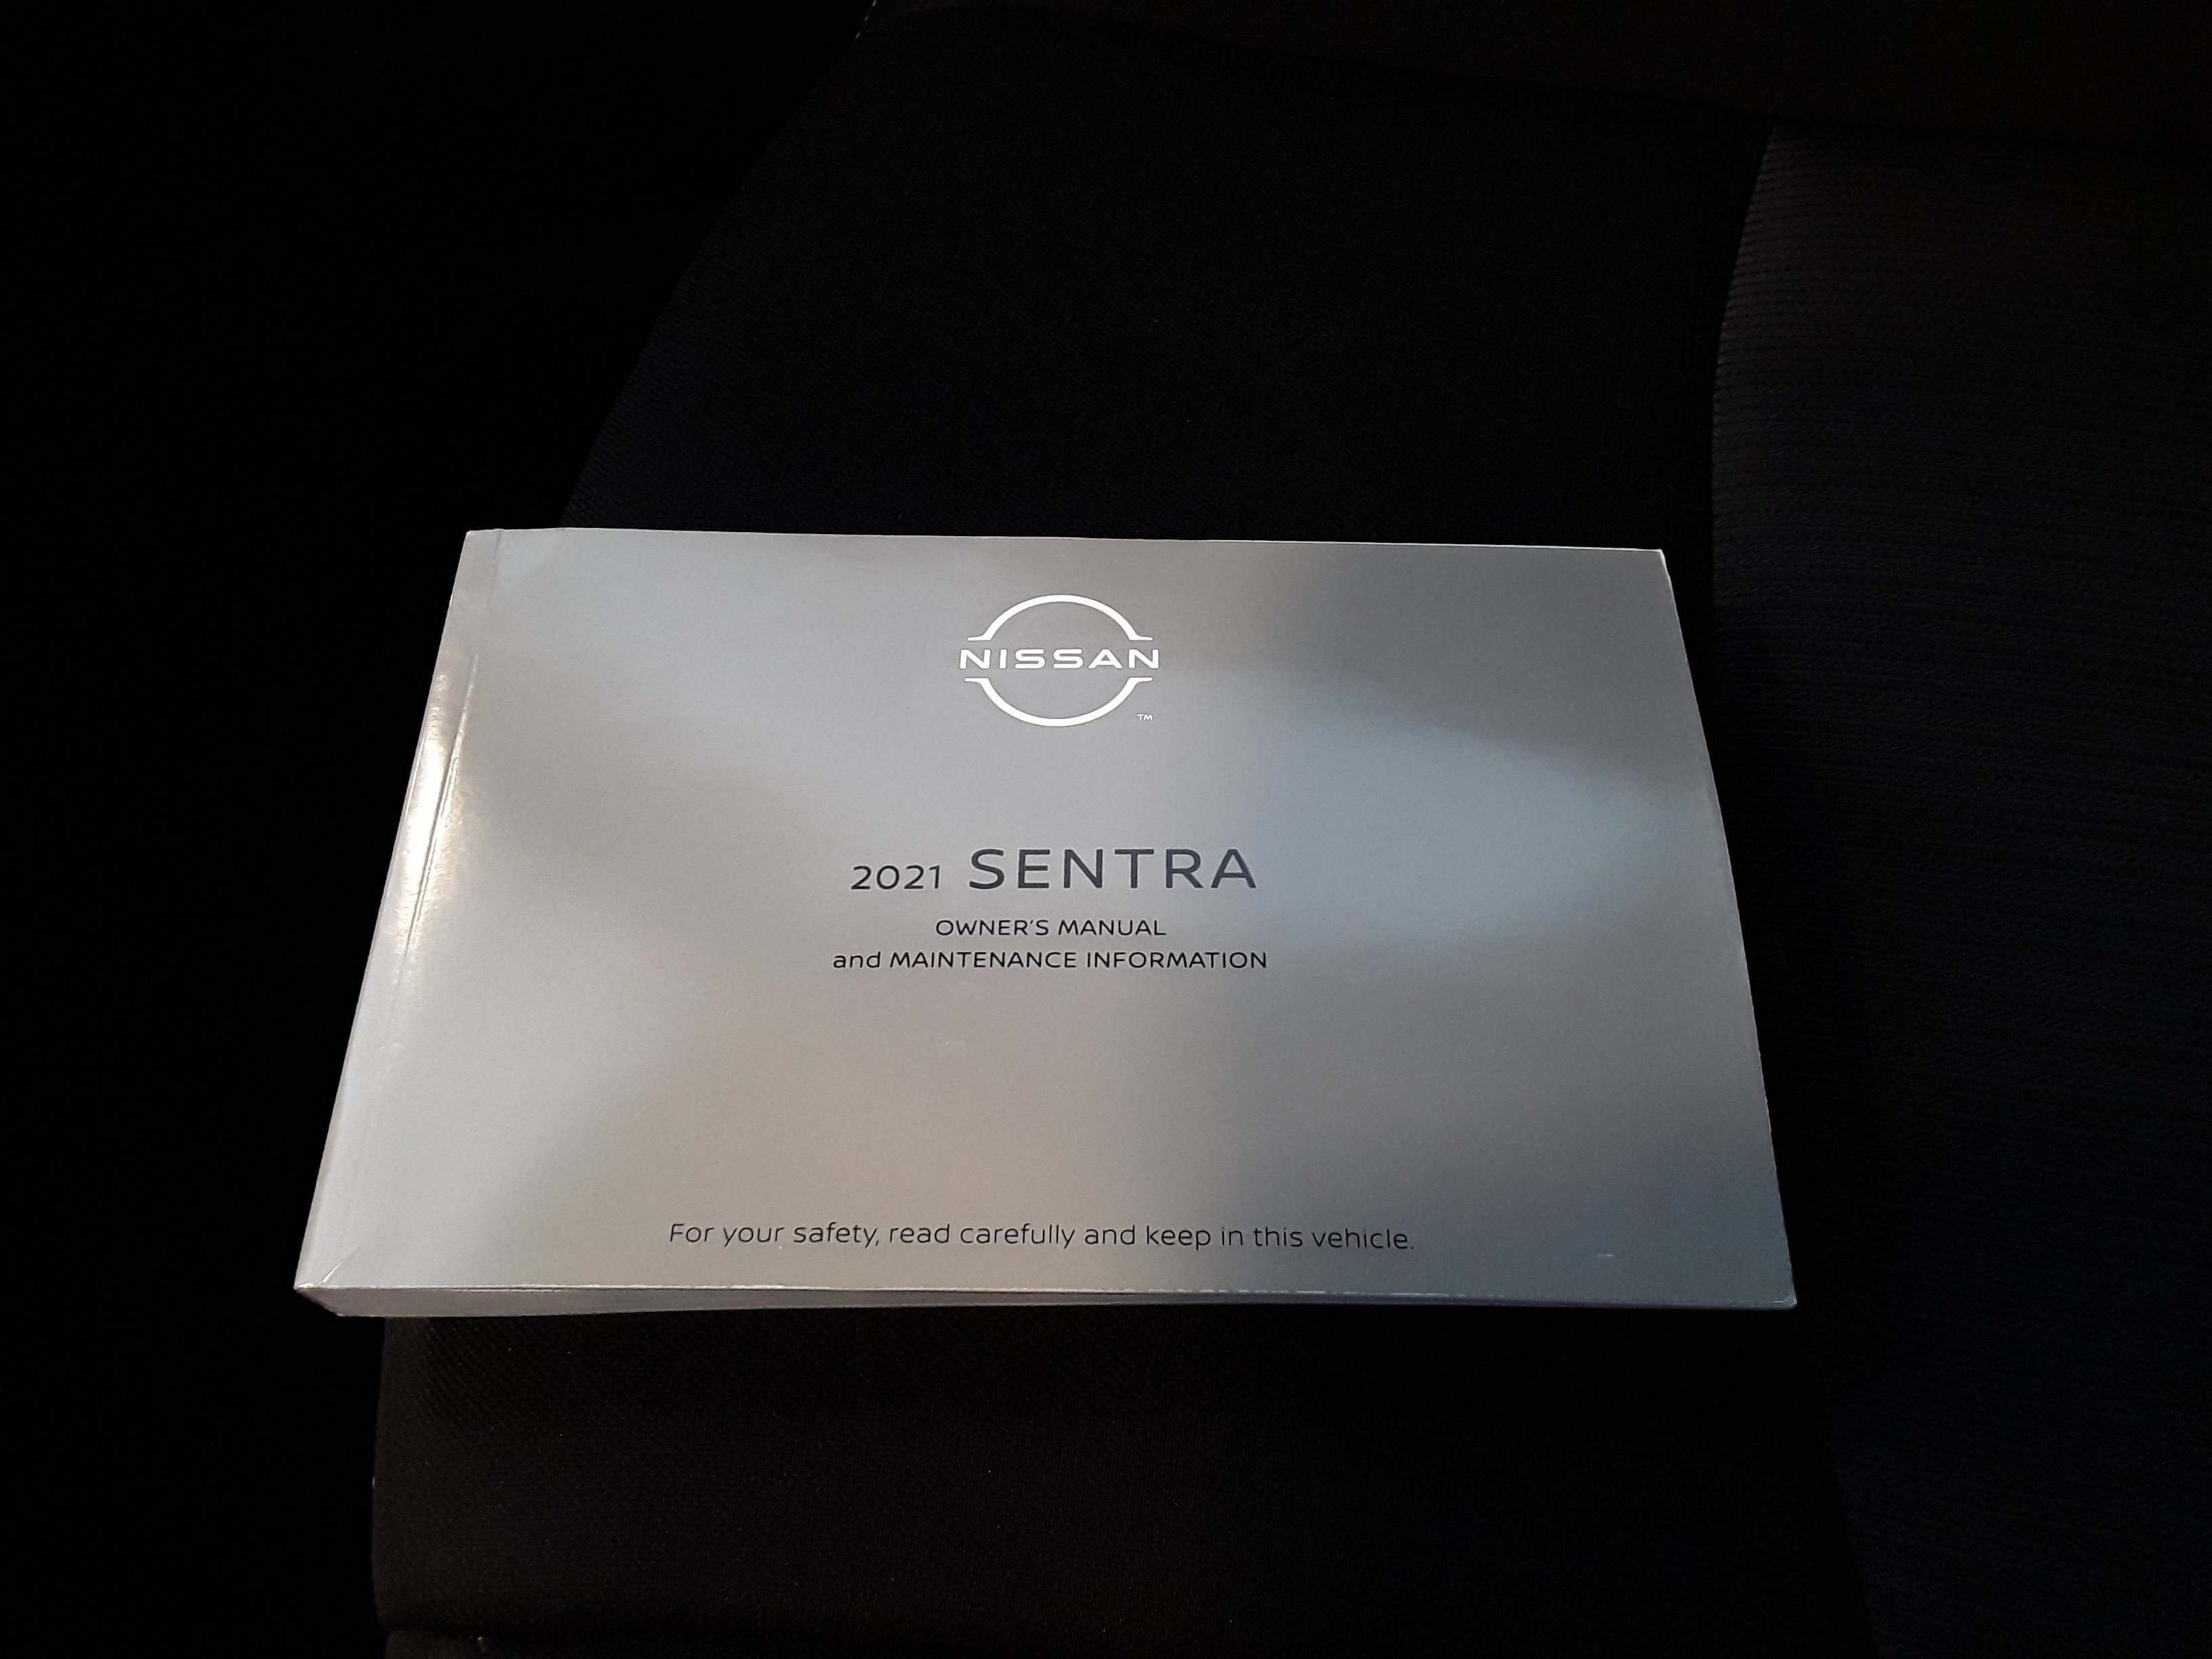 NISSAN
TM
2021 SENTRA
OWNER'S MANUAL
and MAINTENANCE INFORMATION
For your safety, read carefully and keep in this vehicle.